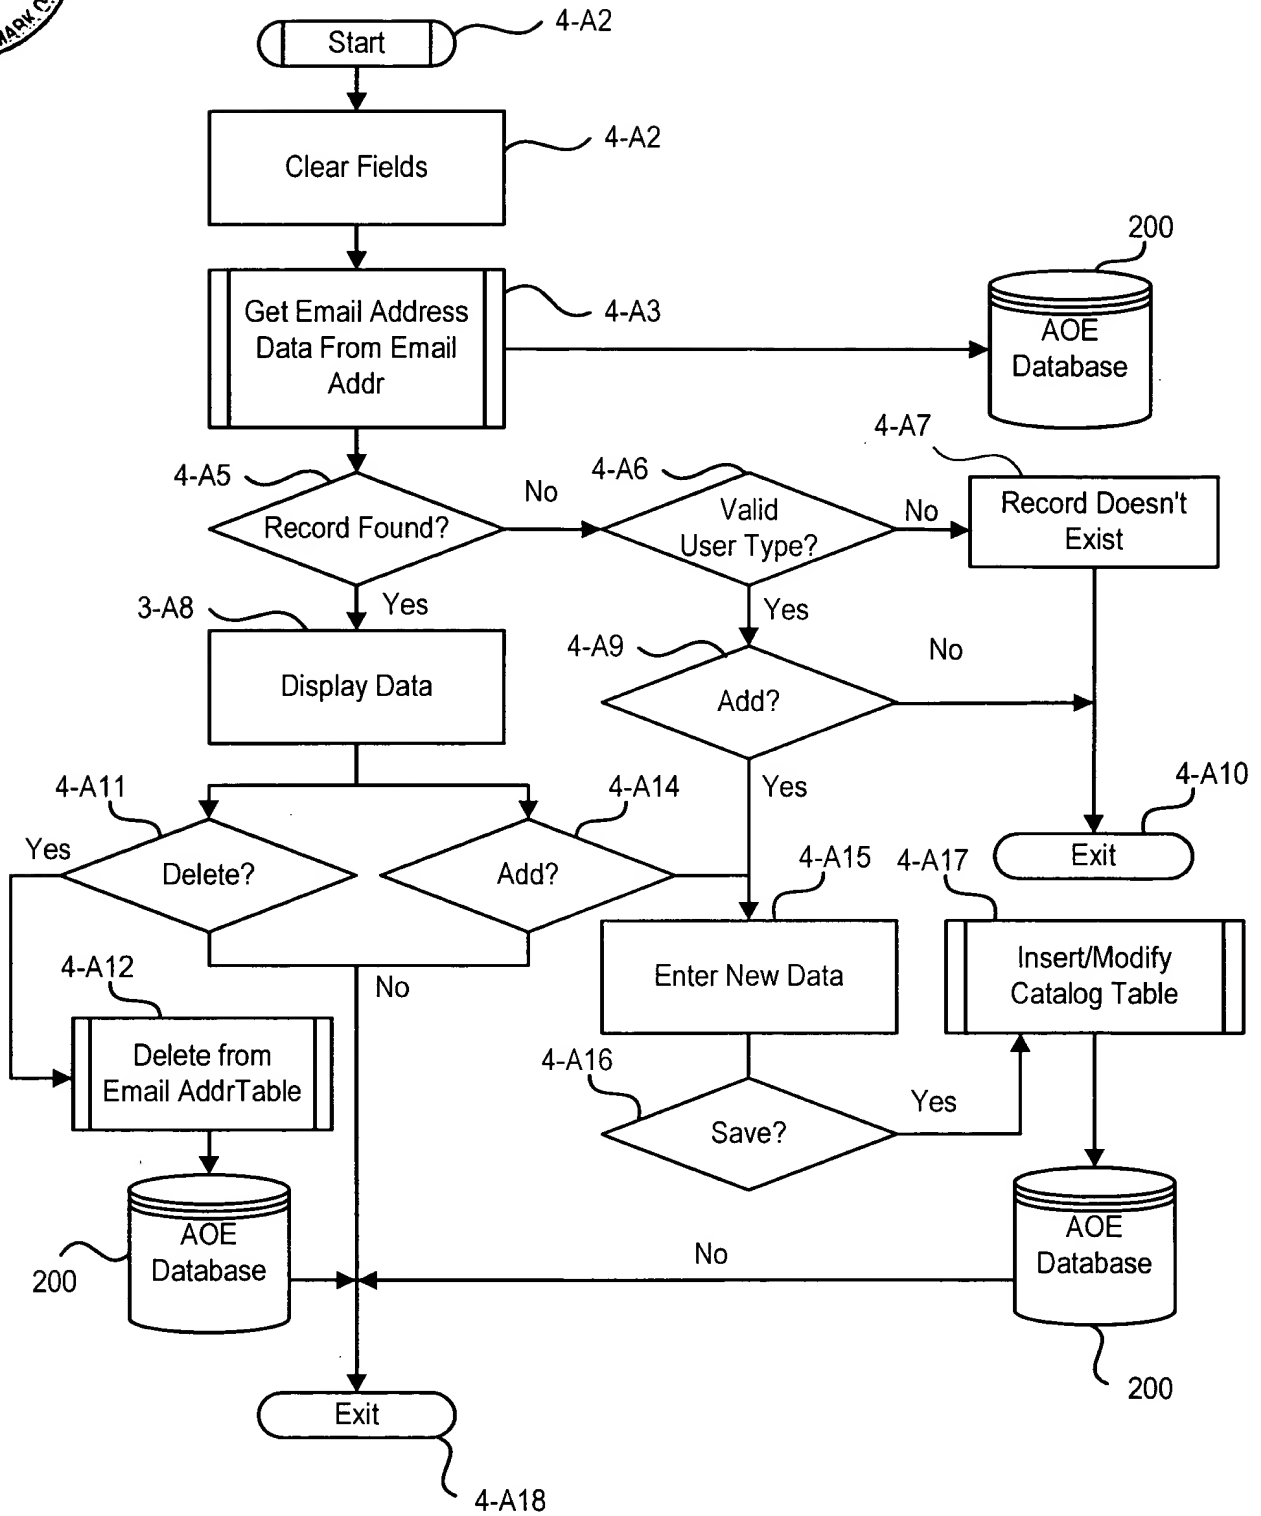 MARK
Start
4-A2
Clear Fields
4-A2
200
Get Email Address
Data From Email
Addr
4-A3
AOE
Database
4-A7
4-A5
No
4-A6
Record Found?
Valid
User Type?
No
Record Doesn't
Exist
3-A8
Yes
Yes
4-A9
No
Display Data
Add?
4-A11
4-A14
Yes
4-A10
Yes
Delete?
Add?
4-A15
4-A17
Exit
4-A12
No
Enter New Data
Insert/Modify
Catalog Table
Delete from
Email AddrTable
4-A16
Yes
Save?
AOE
Database
200
No
AOE
Database
200
Exit
4-A18